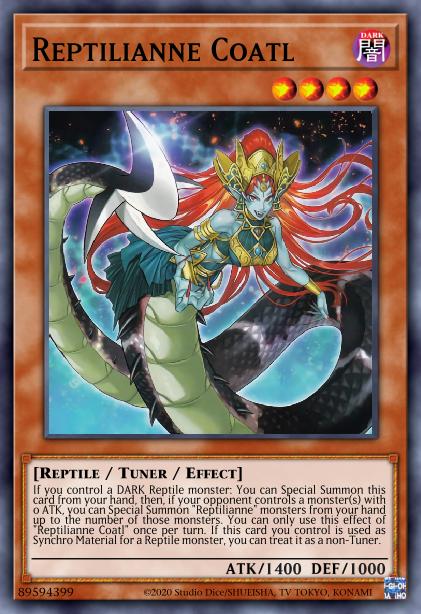 REPTILIANNE COATL
DARK
闇
[REPTILE / TUNER / EFFECT]
If you control a DARK Reptile monster: You can Special Summon this
card from your hand, then, if your opponent controls a monster(s) with
0 ATK, you can Special Summon "Reptilianne" monsters from your hand
up to the number of those monsters. You can only use this effect of
"Reptilianne Coatl" once per turn. If this card you control is used as
Synchro Material for a Reptile monster, you can treat it as a non-Tuner.
ATK/1400 DEF/1000
89594399 ©2020 Studio Dice/SHUEISHA, TV TOKYO, KONAMI